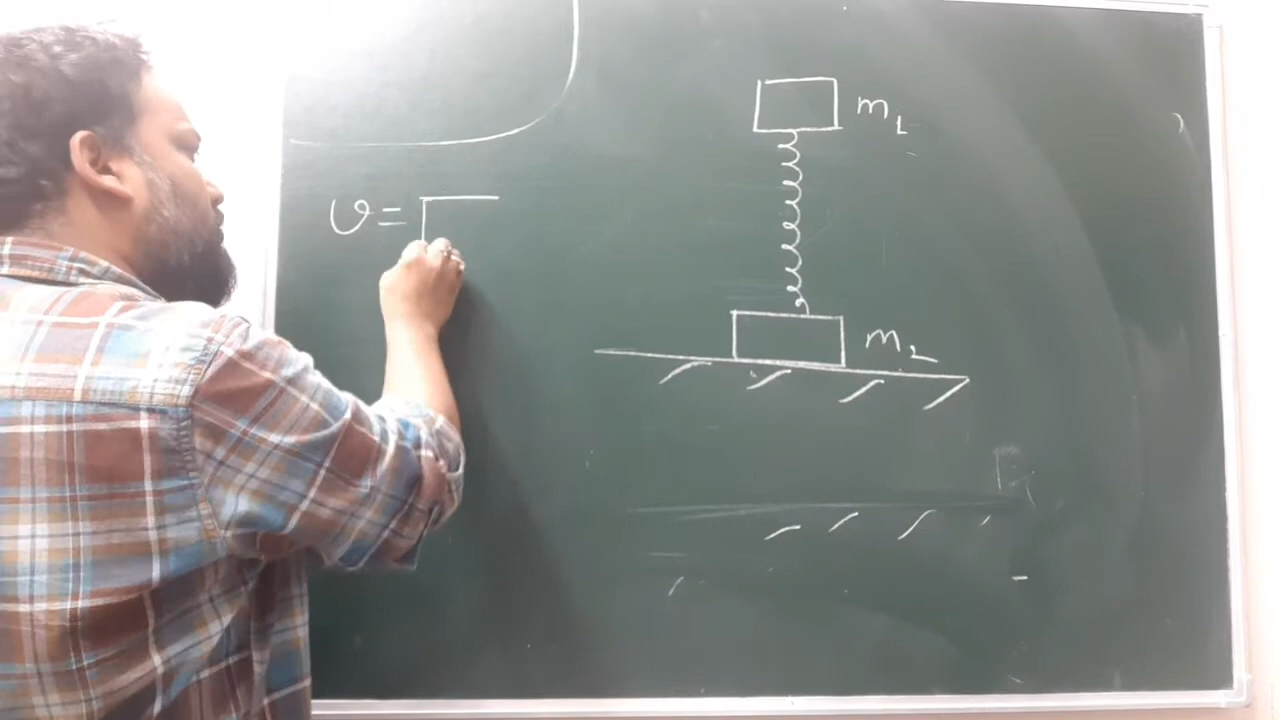 m₁
v = √
m₂